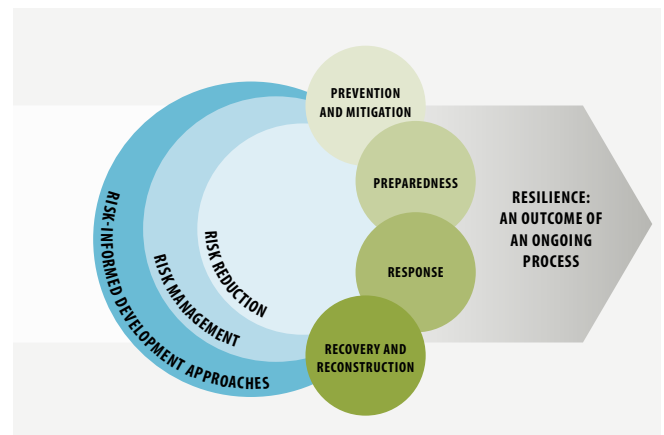 PREVENTION
AND MITIGATION
PREPAREDNESS
RESPONSE
RECOVERY AND
RECONSTRUCTION
RISK-INFORMED DEVELOPMENT APPROACHES
RISK MANAGEMENT
RISK REDUCTION
RESILIENCE:
AN OUTCOME OF
AN ONGOING
PROCESS